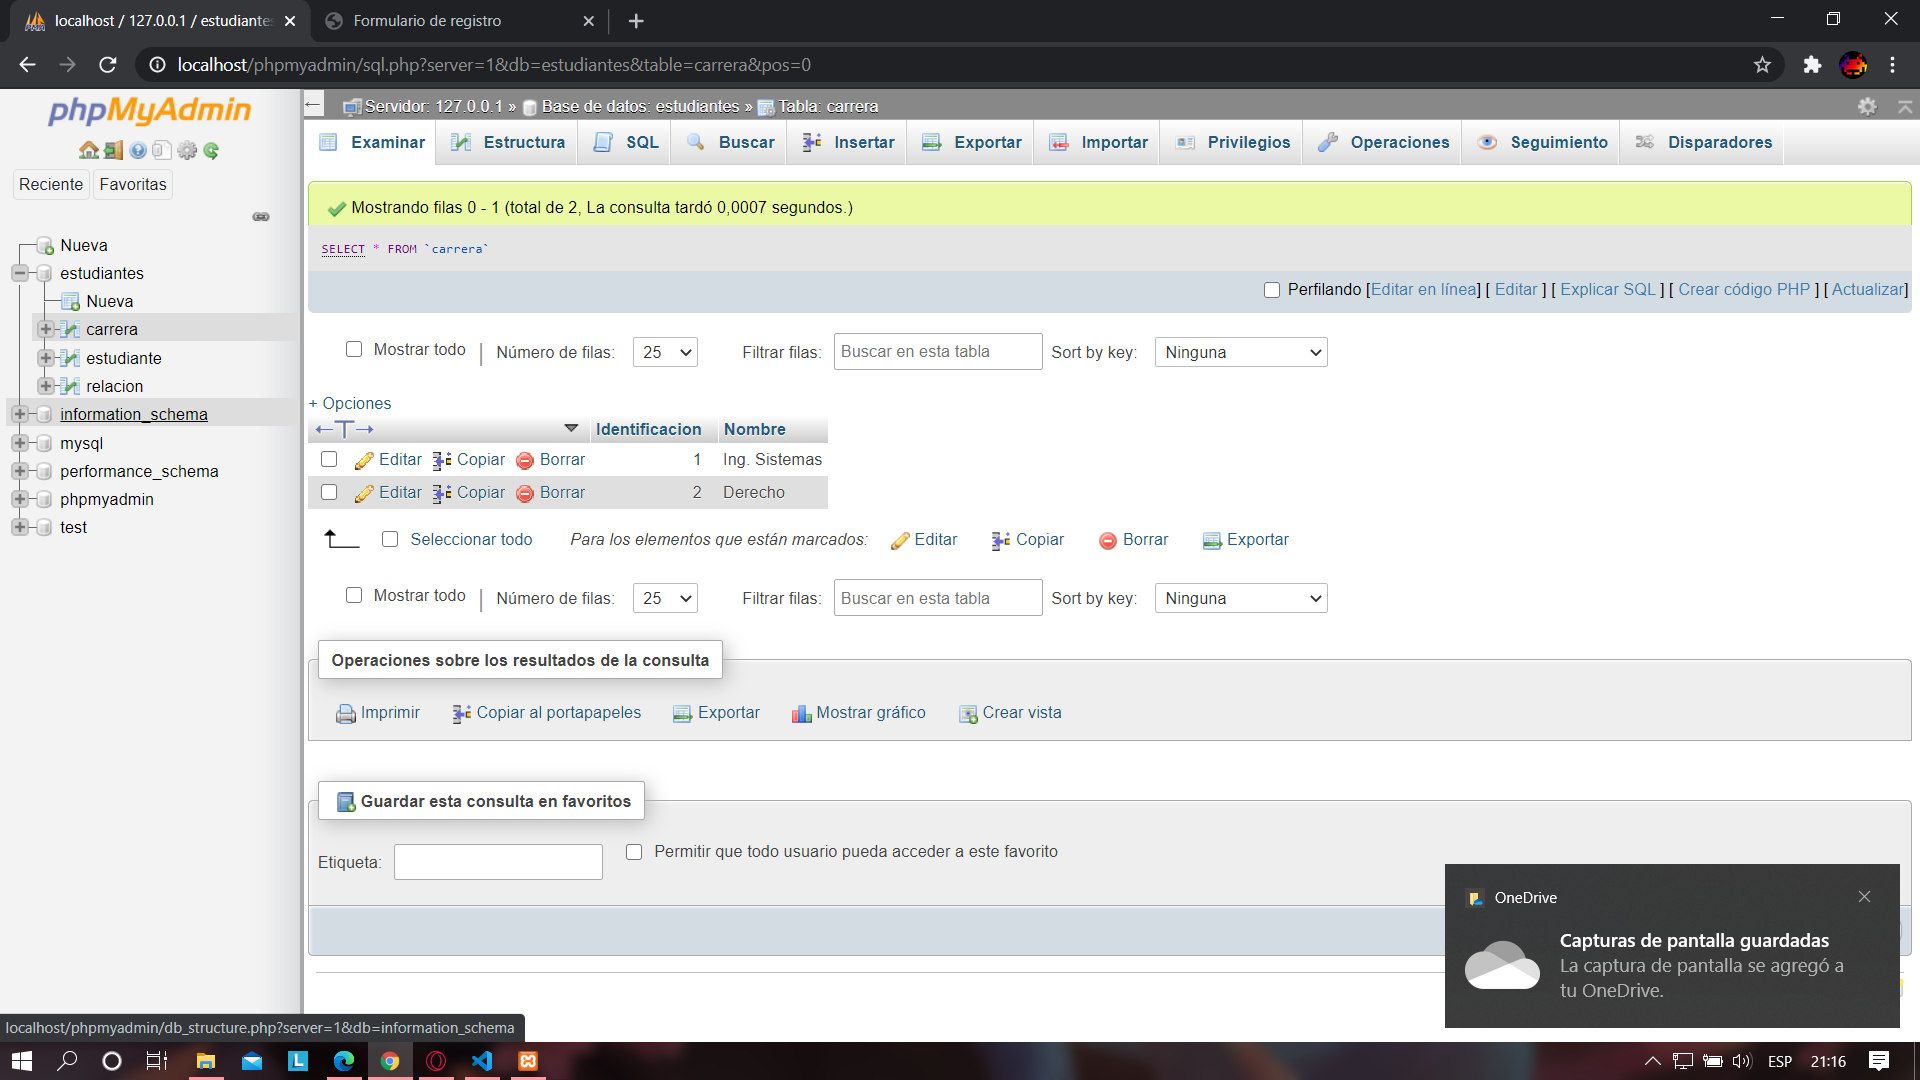 localhost / 127.0.0.1 / estudiantes
Formulario de registro
localhost/phpmyadmin/sql.php?server=1&db=estudiantes&table=carrera&pos=0
phpMyAdmin
Reciente Favoritas
Nueva
estudiantes
Nueva
carrera
estudiante
relacion
information_schema
mysql
performance_schema
phpmyadmin
test
Servidor: 127.0.0.1 » Base de datos: estudiantes » Tabla: carrera
Examinar Estructura SQL Buscar Insertar Exportar Importar Privilegios Operaciones Seguimiento Disparadores
Mostrando filas 0 - 1 (total de 2, La consulta tardó 0,0007 segundos.)
SELECT * FROM `carrera`
Perfilando [Editar en línea] [ Editar ] [ Explicar SQL ] [ Crear código PHP ] [ Actualizar]
Mostrar todo | Número de filas: 25 Filtrar filas: Buscar en esta tabla Sort by key: Ninguna
+ Opciones
←T→ Identificacion Nombre
Editar Copiar Borrar 1 Ing. Sistemas
Editar Copiar Borrar 2 Derecho
Seleccionar todo Para los elementos que están marcados: Editar Copiar Borrar Exportar
Mostrar todo | Número de filas: 25 Filtrar filas: Buscar en esta tabla Sort by key: Ninguna
Operaciones sobre los resultados de la consulta
Imprimir Copiar al portapapeles Exportar Mostrar gráfico Crear vista
Guardar esta consulta en favoritos
Etiqueta: Permitir que todo usuario pueda acceder a este favorito
OneDrive
Capturas de pantalla guardadas
La captura de pantalla se agregó a
tu OneDrive.
localhost/phpmyadmin/db_structure.php?server=1&db=information_schema
L
ESP 21:16